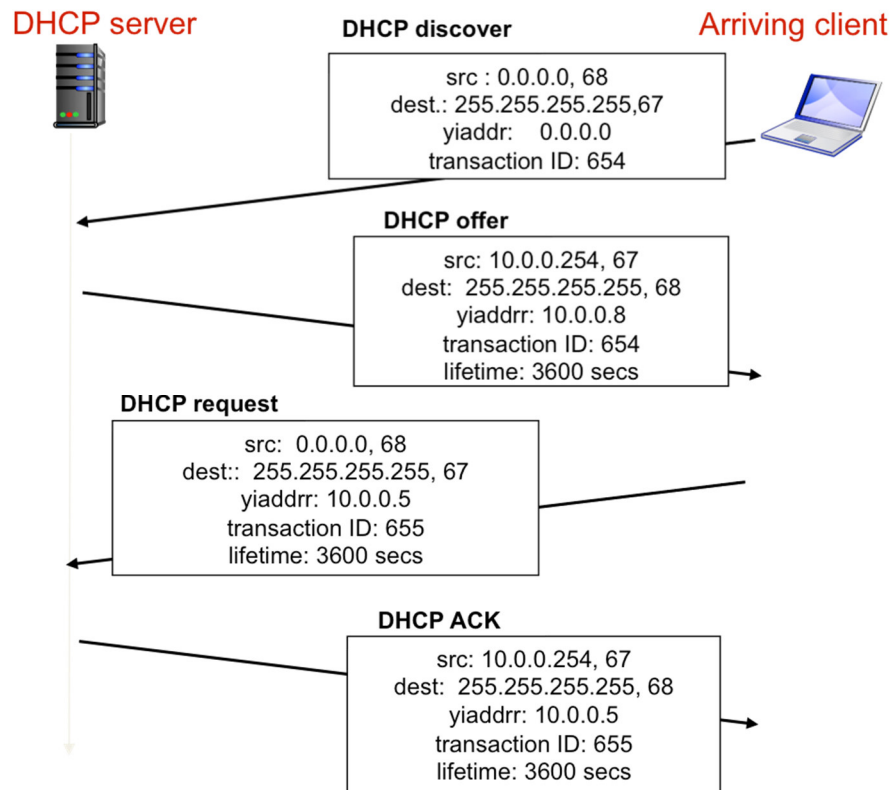 DHCP server
DHCP discover
Arriving client
src : 0.0.0.0, 68
dest.: 255.255.255.255,67
yiaddr: 0.0.0.0
transaction ID: 654
DHCP offer
src: 10.0.0.254, 67
dest: 255.255.255.255, 68
yiaddrr: 10.0.0.8
transaction ID: 654
lifetime: 3600 secs
DHCP request
src: 0.0.0.0, 68
dest:: 255.255.255.255, 67
yiaddrr: 10.0.0.5
transaction ID: 655
lifetime: 3600 secs
DHCP ACK
src: 10.0.0.254, 67
dest: 255.255.255.255, 68
yiaddrr: 10.0.0.5
transaction ID: 655
lifetime: 3600 secs